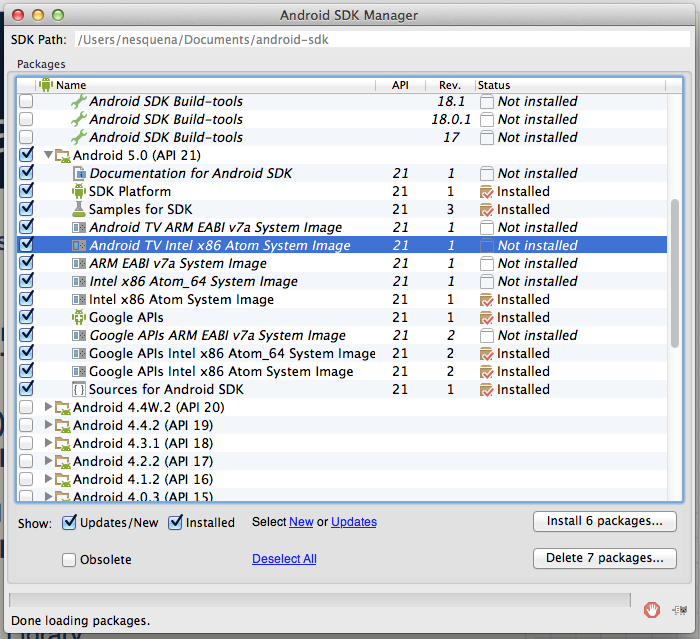 Android SDK Manager
SDK Path: /Users/nesquena/Documents/android-sdk
Packages
Name API Rev. Status
Android SDK Build-tools 18.1 Not installed
Android SDK Build-tools 18.0.1 Not installed
Android SDK Build-tools 17 Not installed
Android 5.0 (API 21)
Documentation for Android SDK 21 1 Not installed
SDK Platform 21 1 Installed
Samples for SDK 21 3 Installed
Android TV ARM EABI v7a System Image 21 1 Not installed
Android TV Intel x86 Atom System Image 21 1 Not installed
ARM EABI v7a System Image 21 1 Not installed
Intel x86 Atom_64 System Image 21 1 Not installed
Intel x86 Atom System Image 21 1 Installed
Google APIs 21 1 Installed
Google APIs ARM EABI v7a System Image 21 2 Not installed
Google APIs Intel x86 Atom_64 System Image 21 2 Installed
Google APIs Intel x86 Atom System Image 21 2 Installed
Sources for Android SDK 21 1 Installed
Android 4.4W.2 (API 20)
Android 4.4.2 (API 19)
Android 4.3.1 (API 18)
Android 4.2.2 (API 17)
Android 4.1.2 (API 16)
Android 4.0.3 (API 15)
Show: Updates/New Installed Select New or Updates Install 6 packages...
Obsolete Deselect All Delete 7 packages...
Done loading packages.
Library